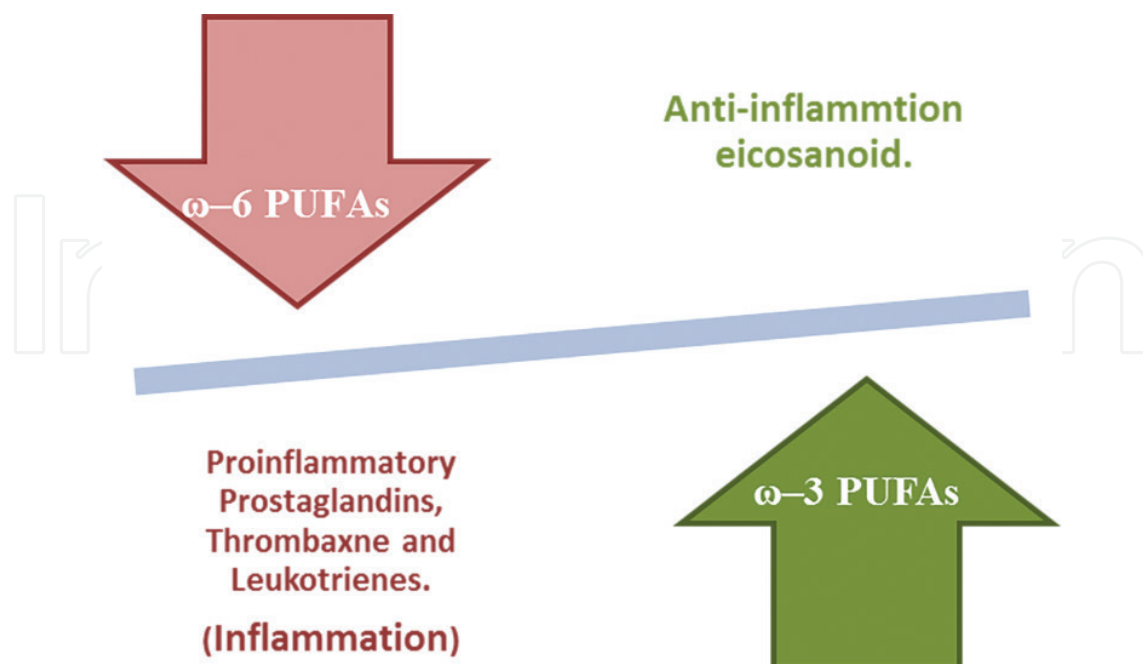 ω–6 PUFAs
Anti-inflammtion
eicosanoid.
Proinflammatory
Prostaglandins,
Thrombaxne and
Leukotrienes.
(Inflammation)
ω–3 PUFAs